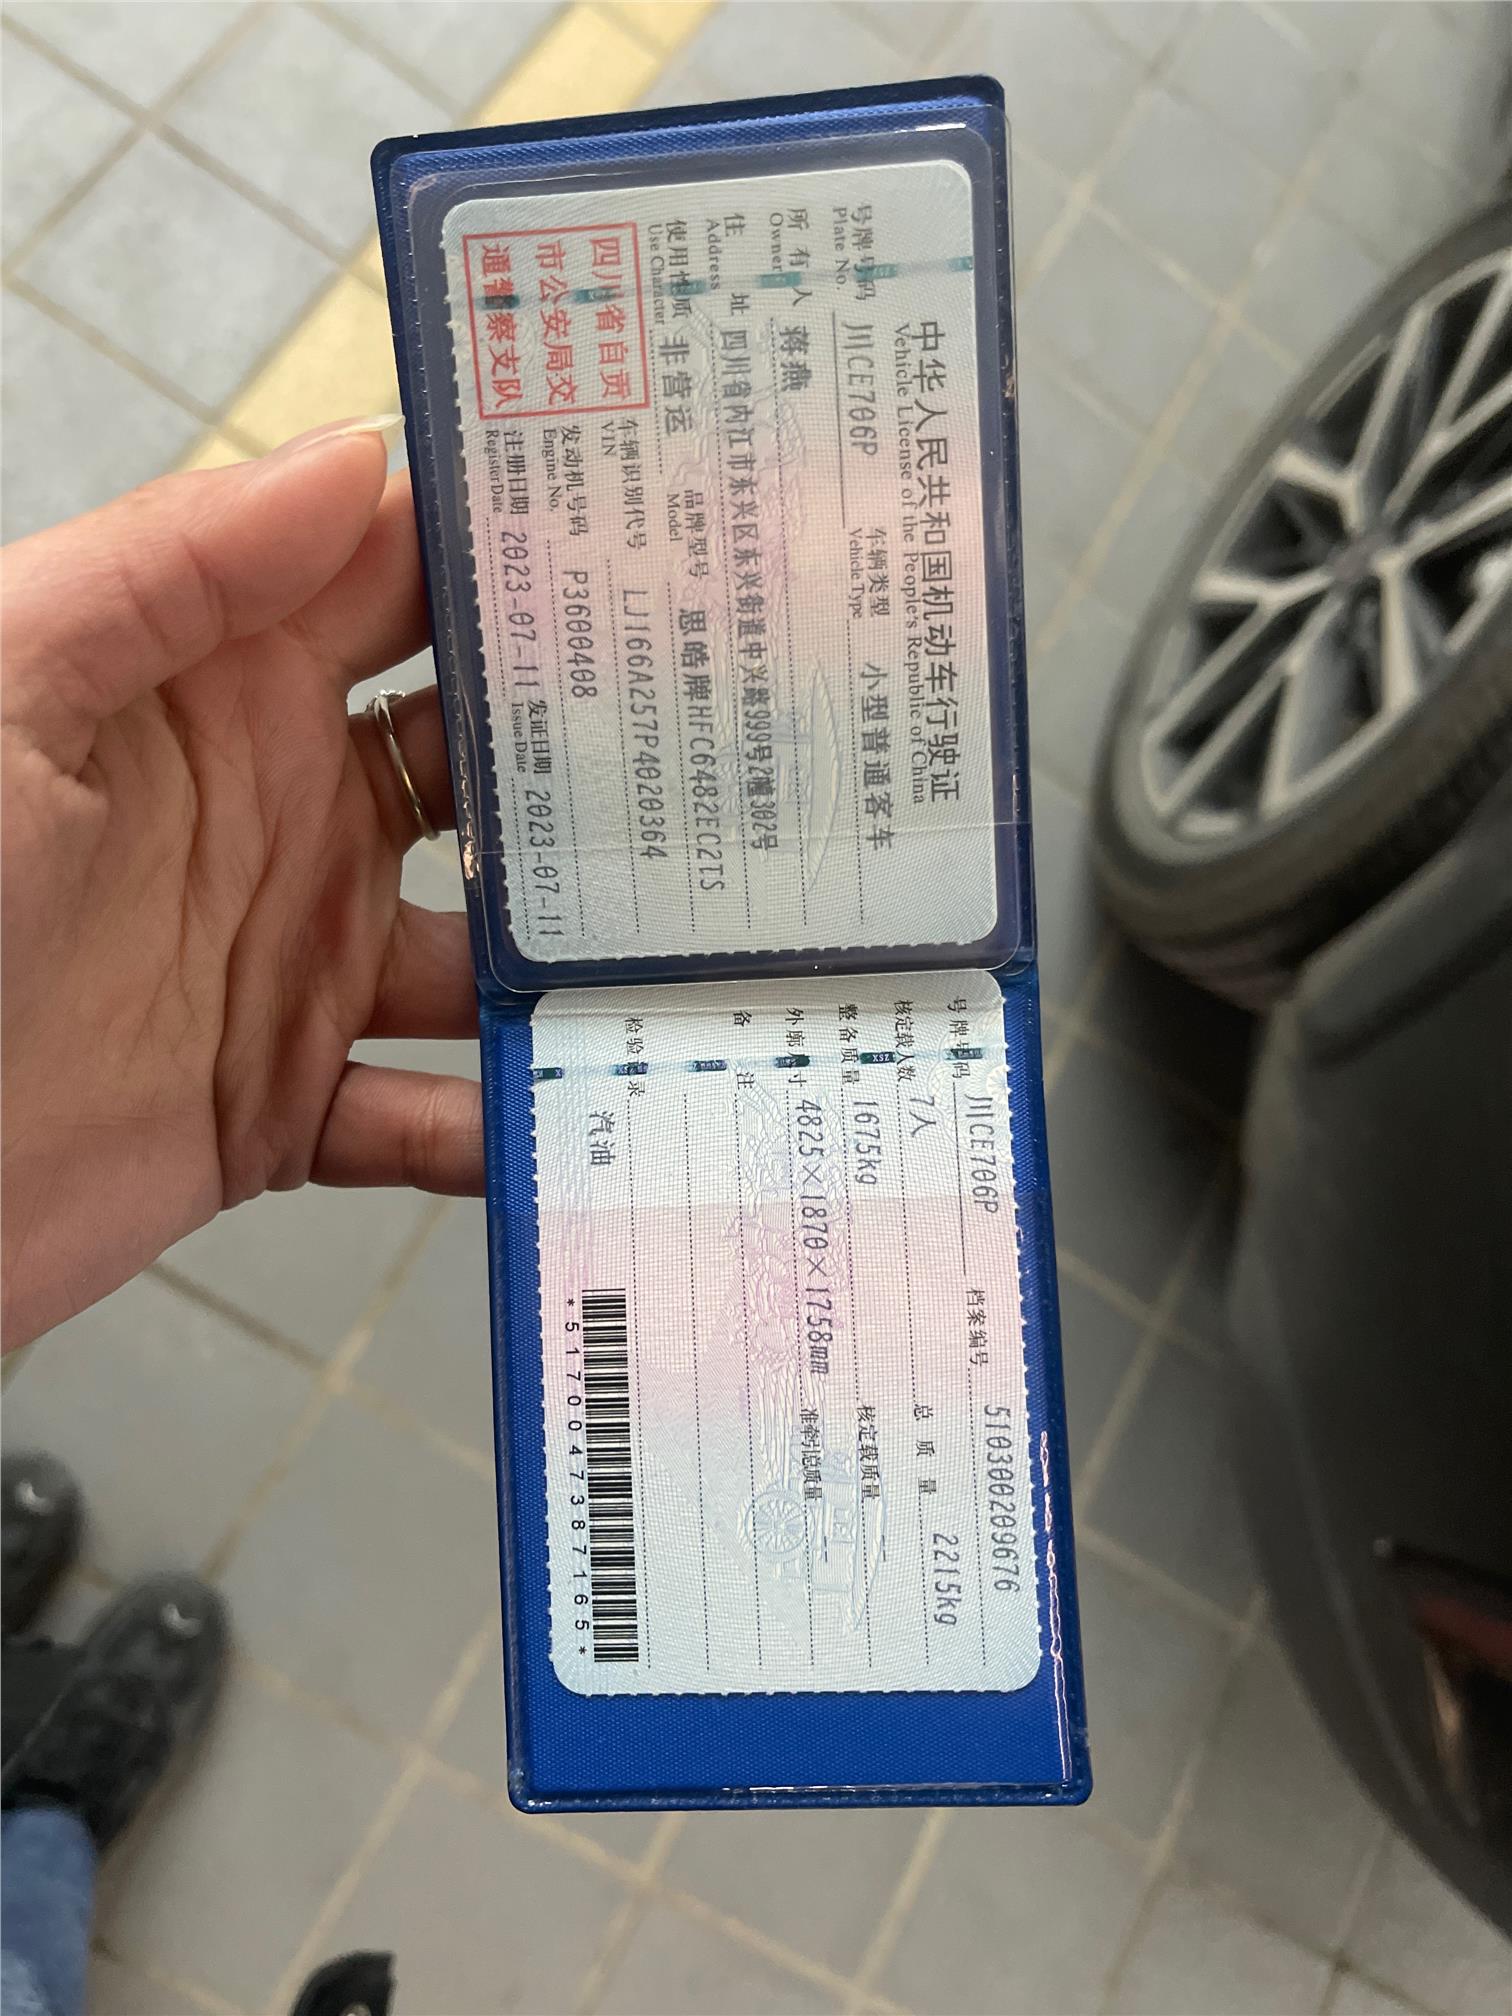 中华人民共和国机动车行驶证
Vehicle License of the People's Republic of China
号牌号码 川CE706P 车辆类型 小型普通客车
Plate No. Vehicle Type
所有人 蒋燕
Owner
住址 四川省内江市东兴区东兴街道中兴路999号2幢302号
Address
使用性质 非营运 品牌型号 思皓牌HFC6482EC2TS
Use Character Model
四川省自贡
市公安局交
通警察支队
车辆识别代号 LJ166A257P4020364
VIN
发动机号码 P3600408
Engine No.
注册日期 2023-07-11 发证日期 2023-07-11
Register Date Issue Date
号牌号码 川CE706P 档案编号 510300209676
核定载人数 7人 总质量 2215kg
整备质量 1675kg 核定载质量 --
外廓尺寸 4825×1870×1758mm 准牵引总质量 --
备注
检验记录
汽油
*5170047387165*